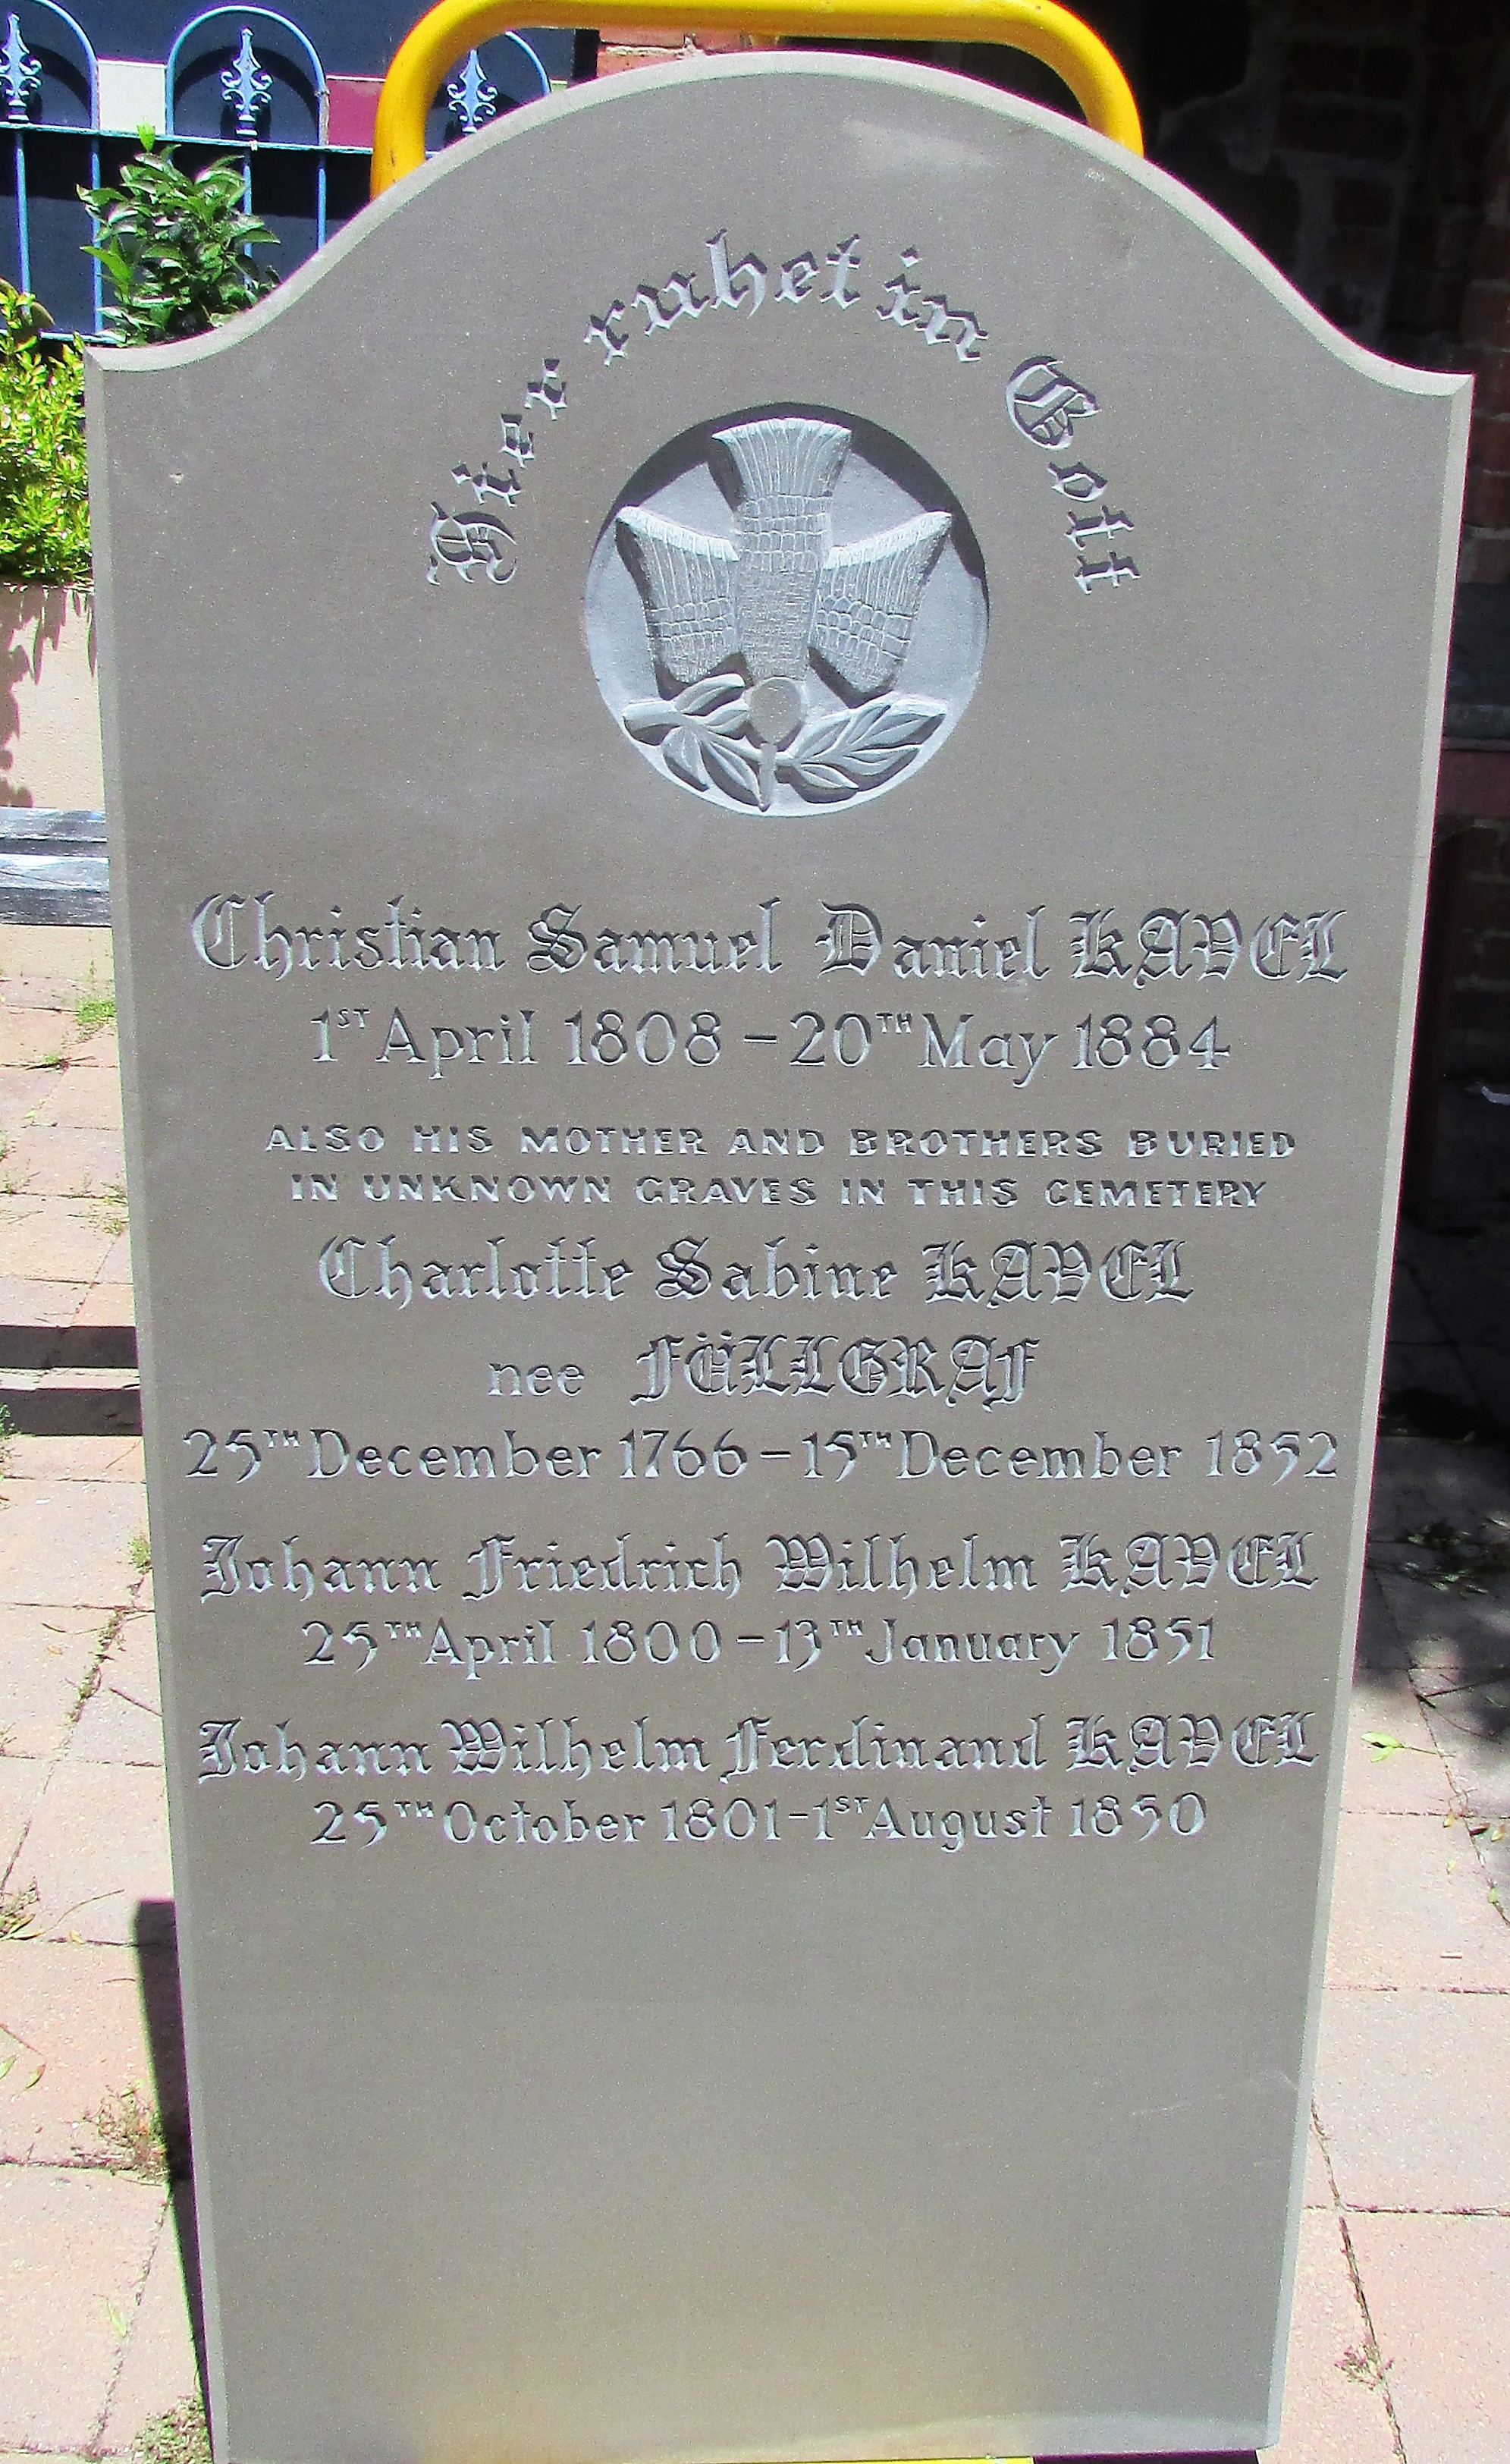 Hier ruhet in Gott
Christian Samuel Daniel KAVEL
1ST April 1808 – 20TH May 1884
ALSO HIS MOTHER AND BROTHERS BURIED
IN UNKNOWN GRAVES IN THIS CEMETERY
Charlotte Sabine KAVEL
nee FÜLLGRAF
25TH December 1766 – 15TH December 1852
Johann Friedrich Wilhelm KAVEL
25TH April 1800 – 13TH January 1851
Johann Wilhelm Ferdinand KAVEL
25TH October 1801 – 1ST August 1850